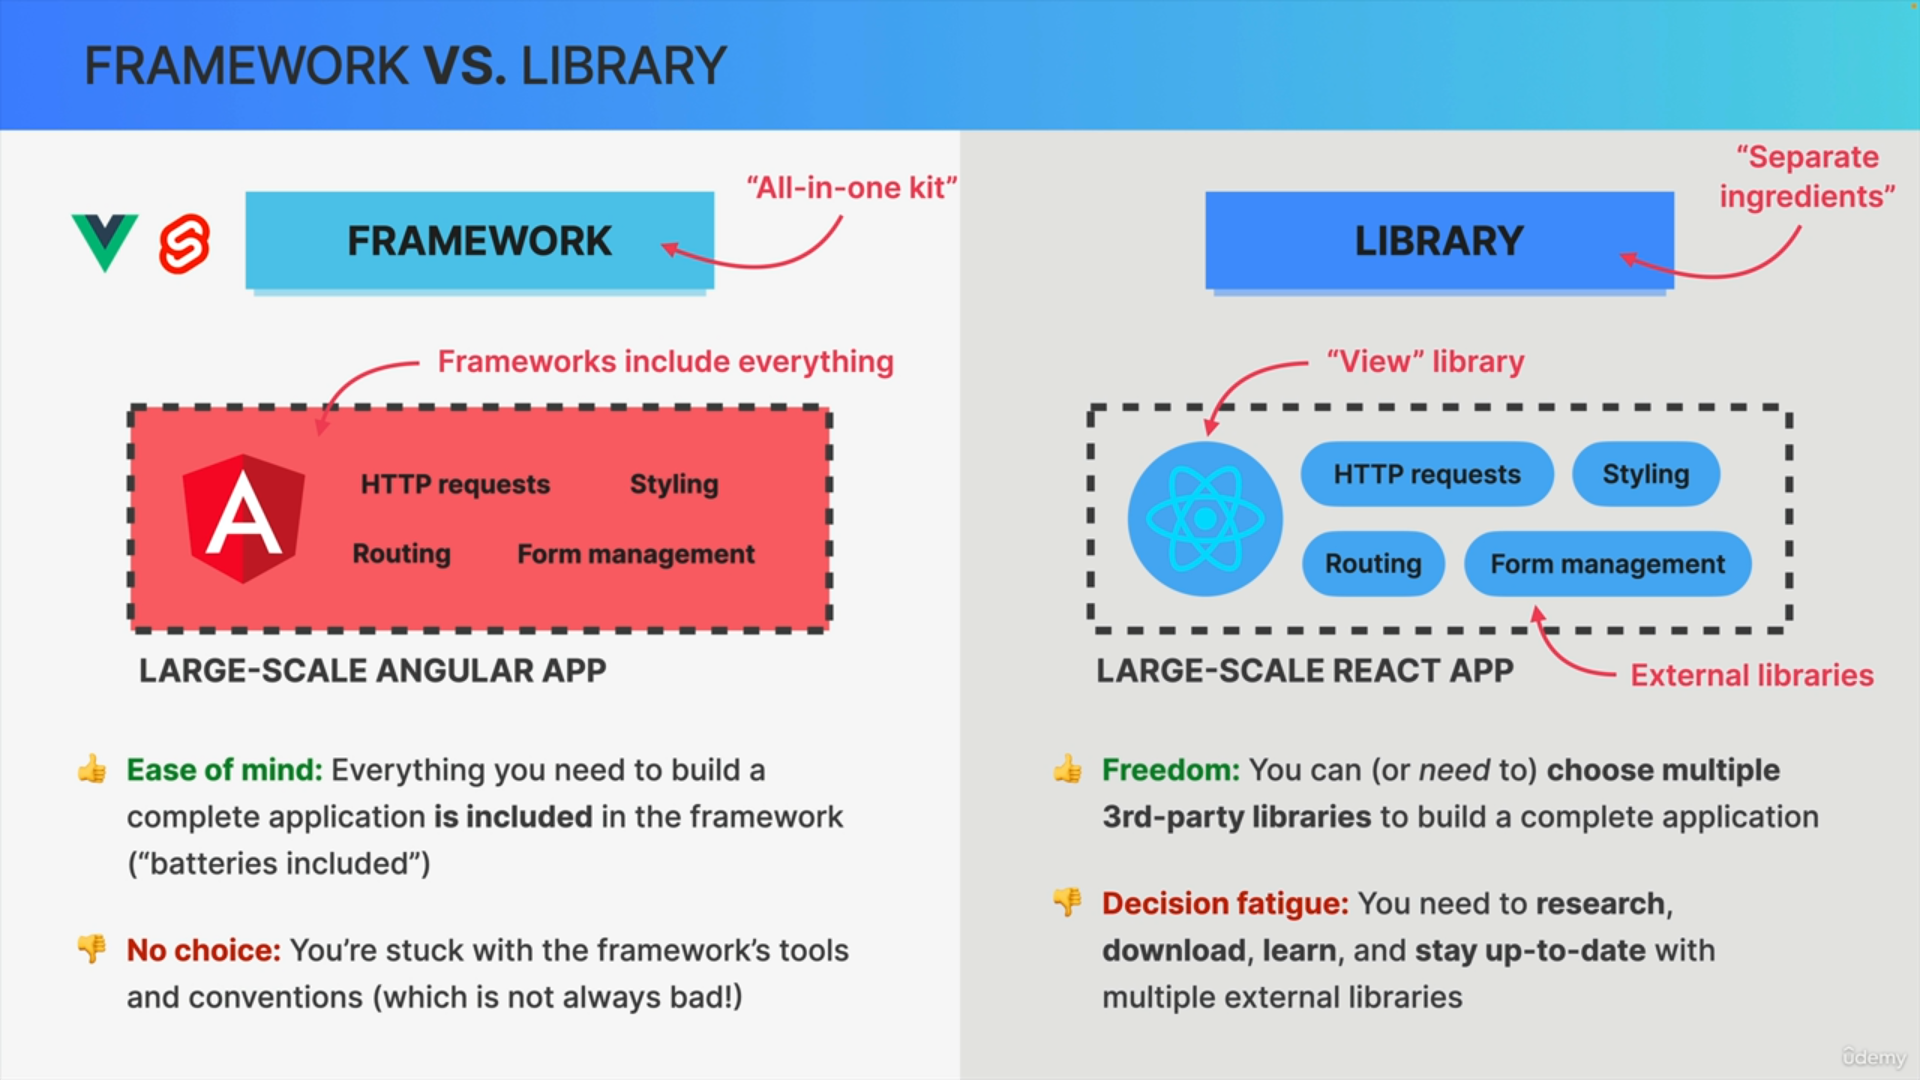 FRAMEWORK VS. LIBRARY
“All-in-one kit”
FRAMEWORK
Frameworks include everything
HTTP requests Styling
Routing Form management
LARGE-SCALE ANGULAR APP
👍 Ease of mind: Everything you need to build a
complete application is included in the framework
(“batteries included”)
👎 No choice: You’re stuck with the framework’s tools
and conventions (which is not always bad!)
“Separate
ingredients”
LIBRARY
“View” library
HTTP requests Styling
Routing Form management
LARGE-SCALE REACT APP
External libraries
👍 Freedom: You can (or need to) choose multiple
3rd-party libraries to build a complete application
👎 Decision fatigue: You need to research,
download, learn, and stay up-to-date with
multiple external libraries
ûdemy